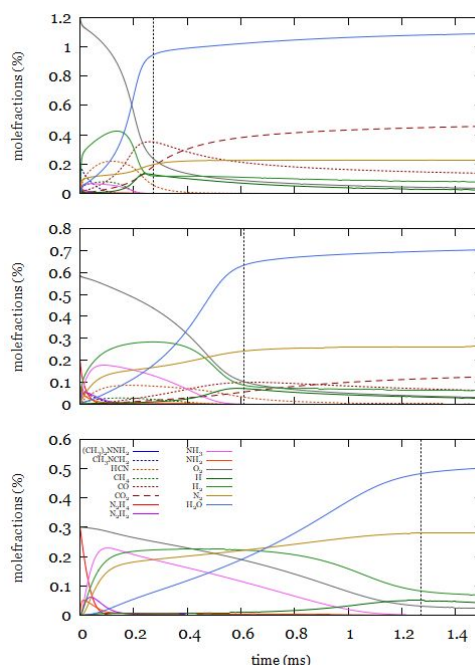 1.2
1
0.8
0.6
0.4
0.2
0
molefractions (%)
0.8
0.7
0.6
0.5
0.4
0.3
0.2
0.1
0
molefractions (%)
0.6
0.5
0.4
0.3
0.2
0.1
0
molefractions (%)
(CH₃)₂NNH₂
CH₃NCH₂
HCN
CH₄
CO
CO₂
N₂H₄
N₂H₂
NH₃
NH₂
O₂
H
H₂
N₂
H₂O
0 0.2 0.4 0.6 0.8 1 1.2 1.4
time (ms)